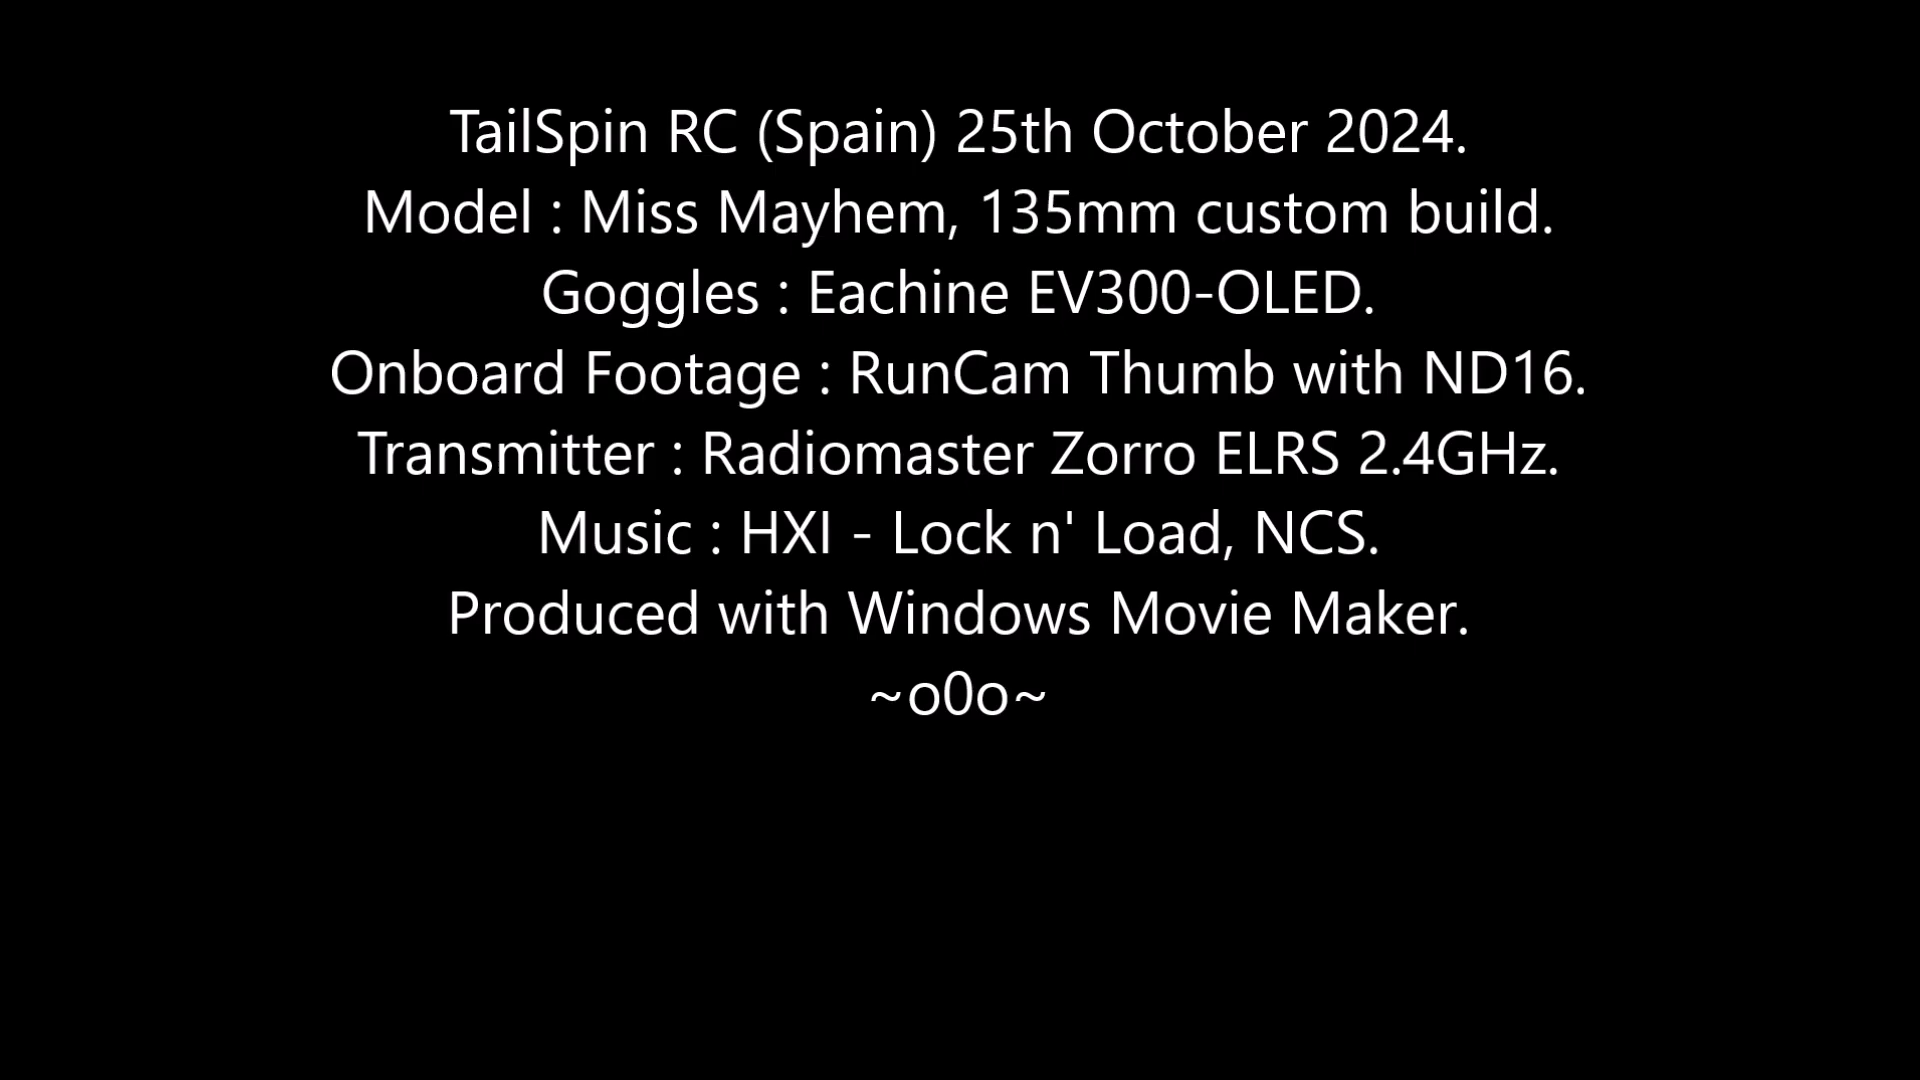 TailSpin RC (Spain) 25th October 2024.
Model : Miss Mayhem, 135mm custom build.
Goggles : Eachine EV300-OLED.
Onboard Footage : RunCam Thumb with ND16.
Transmitter : Radiomaster Zorro ELRS 2.4GHz.
Music : HXI - Lock n' Load, NCS.
Produced with Windows Movie Maker.
~o0o~